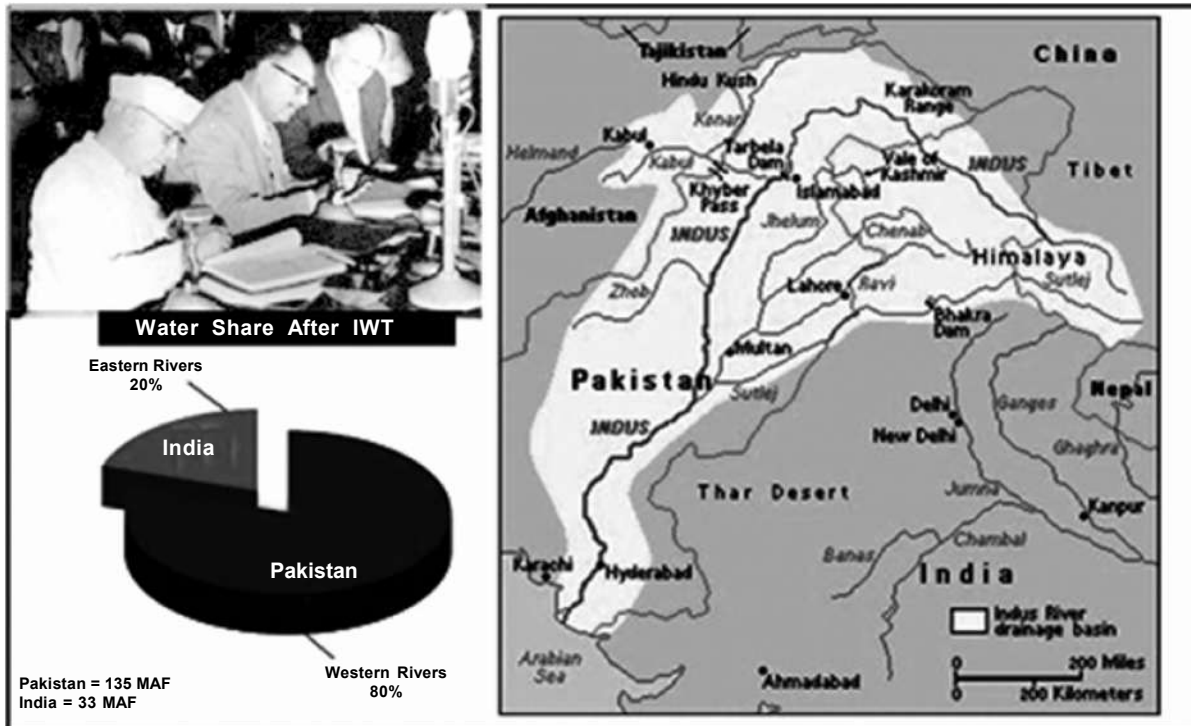 Water Share After IWT
Eastern Rivers
20%
India
Pakistan
Western Rivers
80%
Pakistan = 135 MAF
India = 33 MAF
Tajikistan
Hindu Kush
China
Karakoram
Range
Konar
Kabul
Tarbela
Dam
Helmand
Kabul
Vale of
Kashmir
INDUS
Tibet
Khyber
Pass
Islamabad
Afghanistan
INDUS
Jhelum
Chenab
Himalaya
Sutlej
Zhob
Lahore
Ravi
Bhakra
Dam
Multan
Pakistan
Sutlej
Nepal
INDUS
Delhi
New Delhi
Ganges
Ghaghra
Thar Desert
Jumna
Kanpur
Banas
Chambal
Karachi
Hyderabad
India
Indus River
drainage basin
Arabian
Sea
Ahmadabad
0 200 Miles
0 200 Kilometers